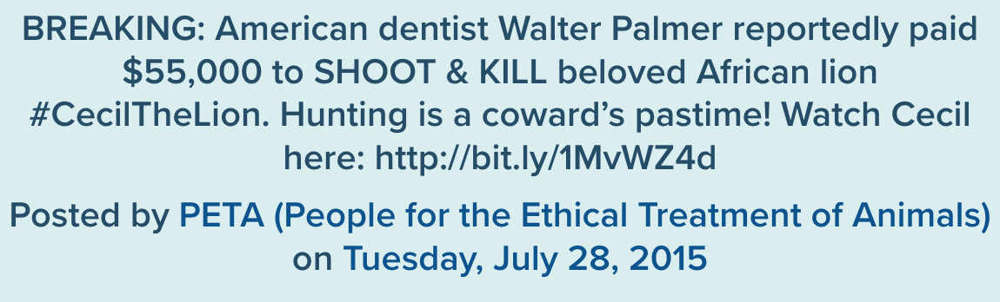 BREAKING: American dentist Walter Palmer reportedly paid
$55,000 to SHOOT & KILL beloved African lion
#CecilTheLion. Hunting is a coward’s pastime! Watch Cecil
here: http://bit.ly/1MvWZ4d
Posted by PETA (People for the Ethical Treatment of Animals)
on Tuesday, July 28, 2015